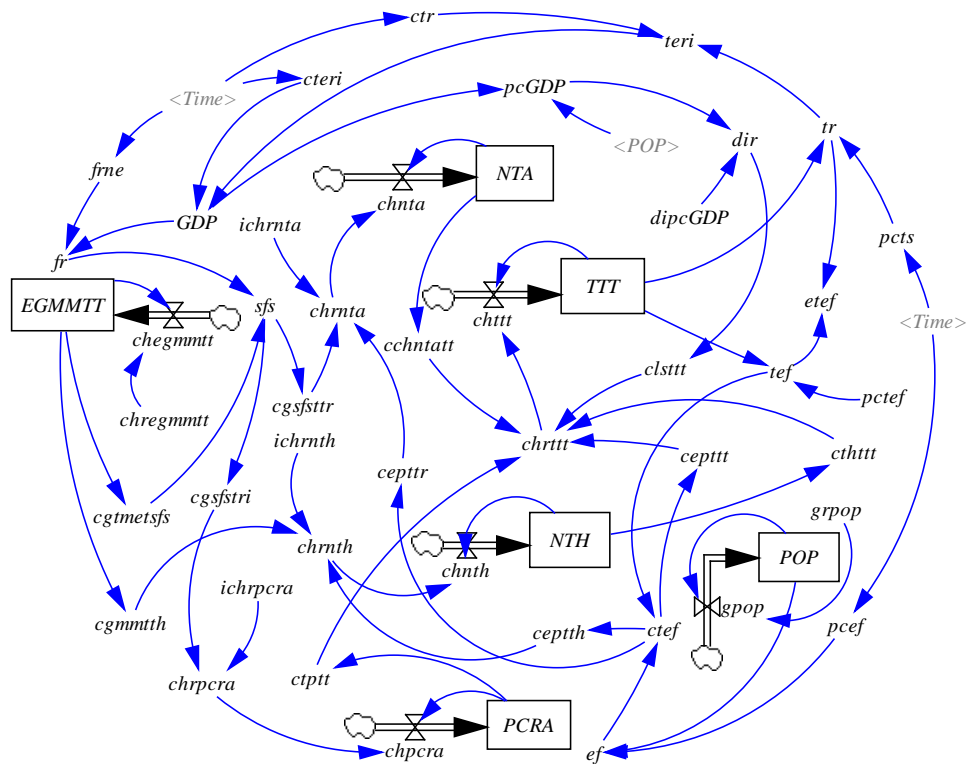 ctr
teri
cteri
<Time>
pcGDP
tr
dir
<POP>
frne
NTA
chnta
GDP
dipcGDP
ichrnta
pcts
fr
TTT
EGMMTT
sfs
chrnta
etef
chttt
<Time>
chegmmtt
cchntatt
clsttt
tef
pctef
cgsfsttr
chregmmtt
ichrnth
chrttt
cepttt
cthttt
cepttr
cgsfstri
cgtmetsfs
grpop
chrnth
NTH
POP
chnth
ichrpcra
gpop
cgmmtth
ceptth
ctef
pcef
chrpcra
ctptt
PCRA
chpcra
ef